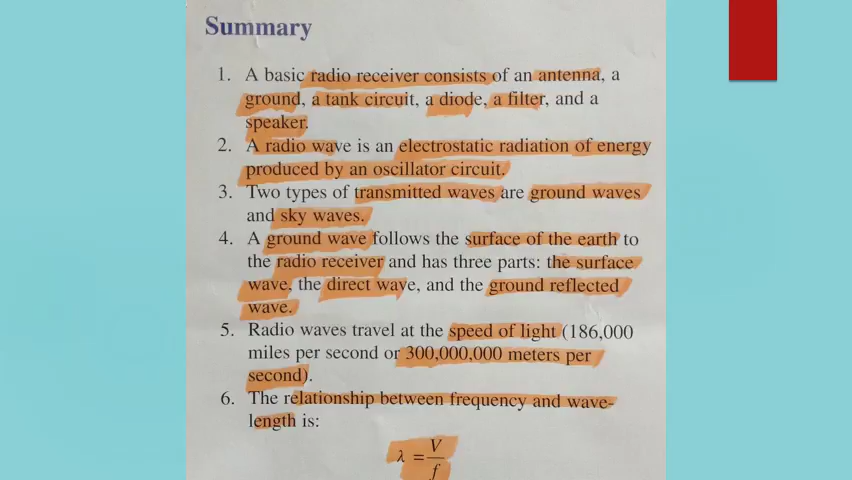 Summary
1. A basic radio receiver consists of an antenna, a
ground, a tank circuit, a diode, a filter, and a
speaker.
2. A radio wave is an electrostatic radiation of energy
produced by an oscillator circuit.
3. Two types of transmitted waves are ground waves
and sky waves.
4. A ground wave follows the surface of the earth to
the radio receiver and has three parts: the surface
wave, the direct wave, and the ground reflected
wave.
5. Radio waves travel at the speed of light (186,000
miles per second or 300,000,000 meters per
second).
6. The relationship between frequency and wave-
length is:
λ = V/f